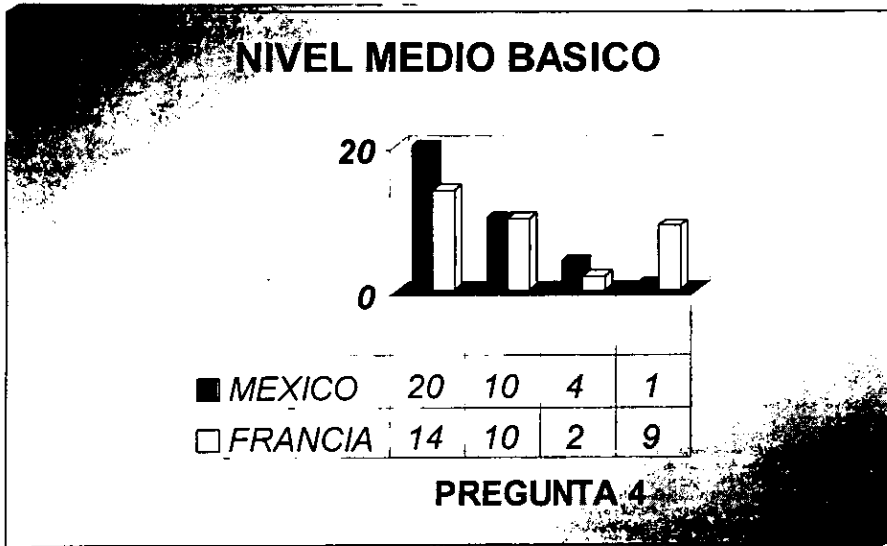 NIVEL MEDIO BASICO
20
0
MEXICO 20 10 4 1
FRANCIA 14 10 2 9
PREGUNTA 4